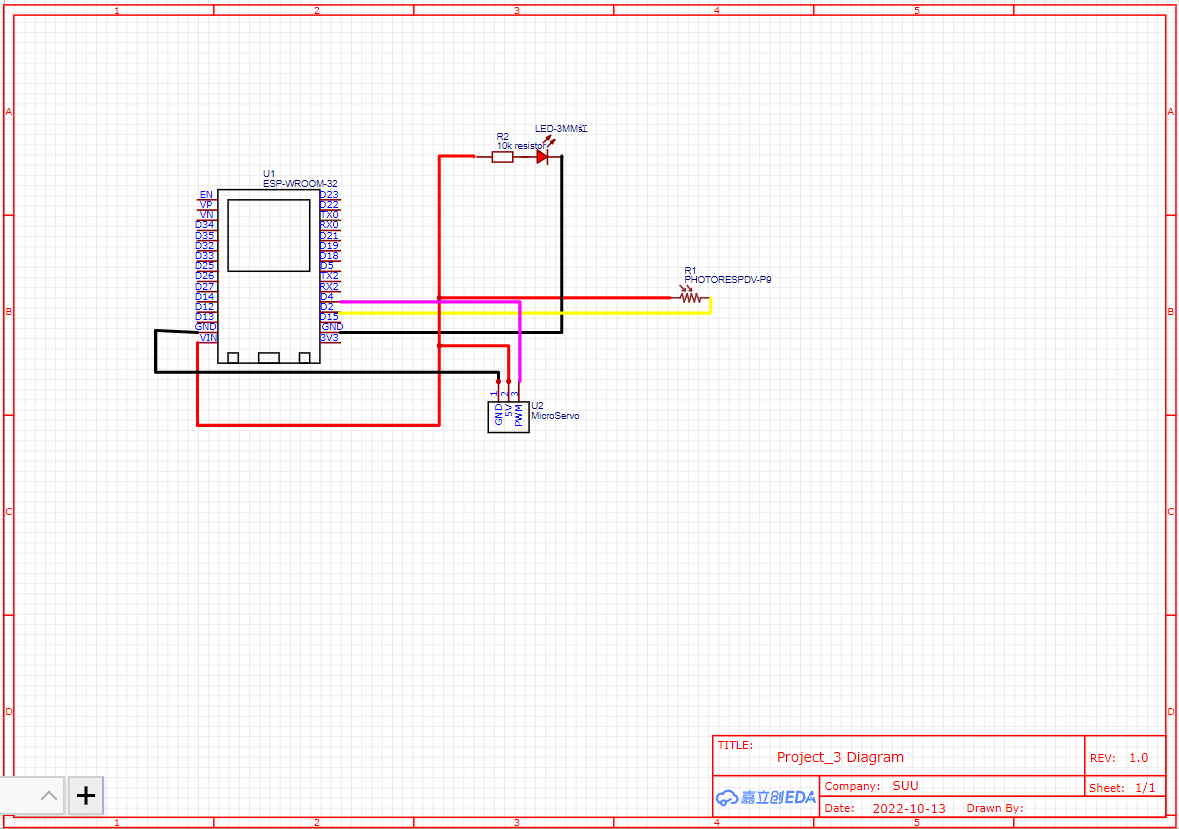 1 2 3 4 5
A A
B B
C C
D D
LED-3MM红
R2
10k resistor
U1
ESP-WROOM-32
EN D23
VP D22
VN TX0
D34 RX0
D35 D21
D32 D19
D33 D18
D25 D5
D26 TX2
D27 RX2
D14 D4
D12 D2
D13 D15
GND GND
VIN 3V3
R1
PHOTORESPDV-P9
1 2 3
GND 5V PWM
U2
MicroServo
TITLE:
Project_3 Diagram
REV: 1.0
嘉立创EDA
Company: SUU
Sheet: 1/1
Date: 2022-10-13 Drawn By:
1 2 3 4 5